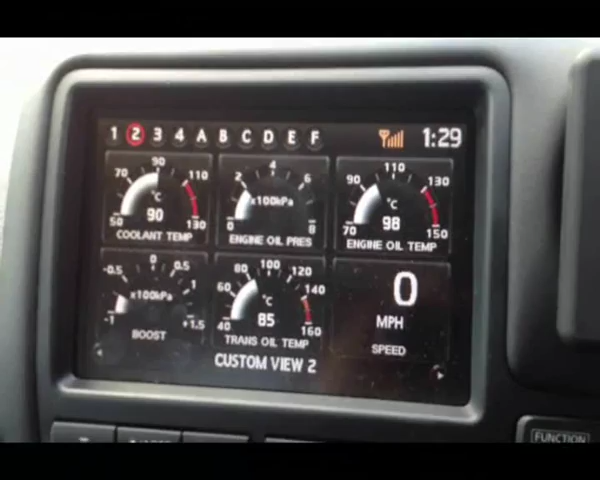 1 2 3 4 A B C D E F 1:29
50 70 90 110 130 °C 90 COOLANT TEMP
0 2 4 6 8 x100kPa ENGINE OIL PRES
70 90 110 130 150 °C 98 ENGINE OIL TEMP
-1 -0.5 0 0.5 1 +1.5 x100kPa BOOST
40 60 80 100 120 140 160 °C 85 TRANS OIL TEMP
0 MPH SPEED
CUSTOM VIEW 2
FUNCTION